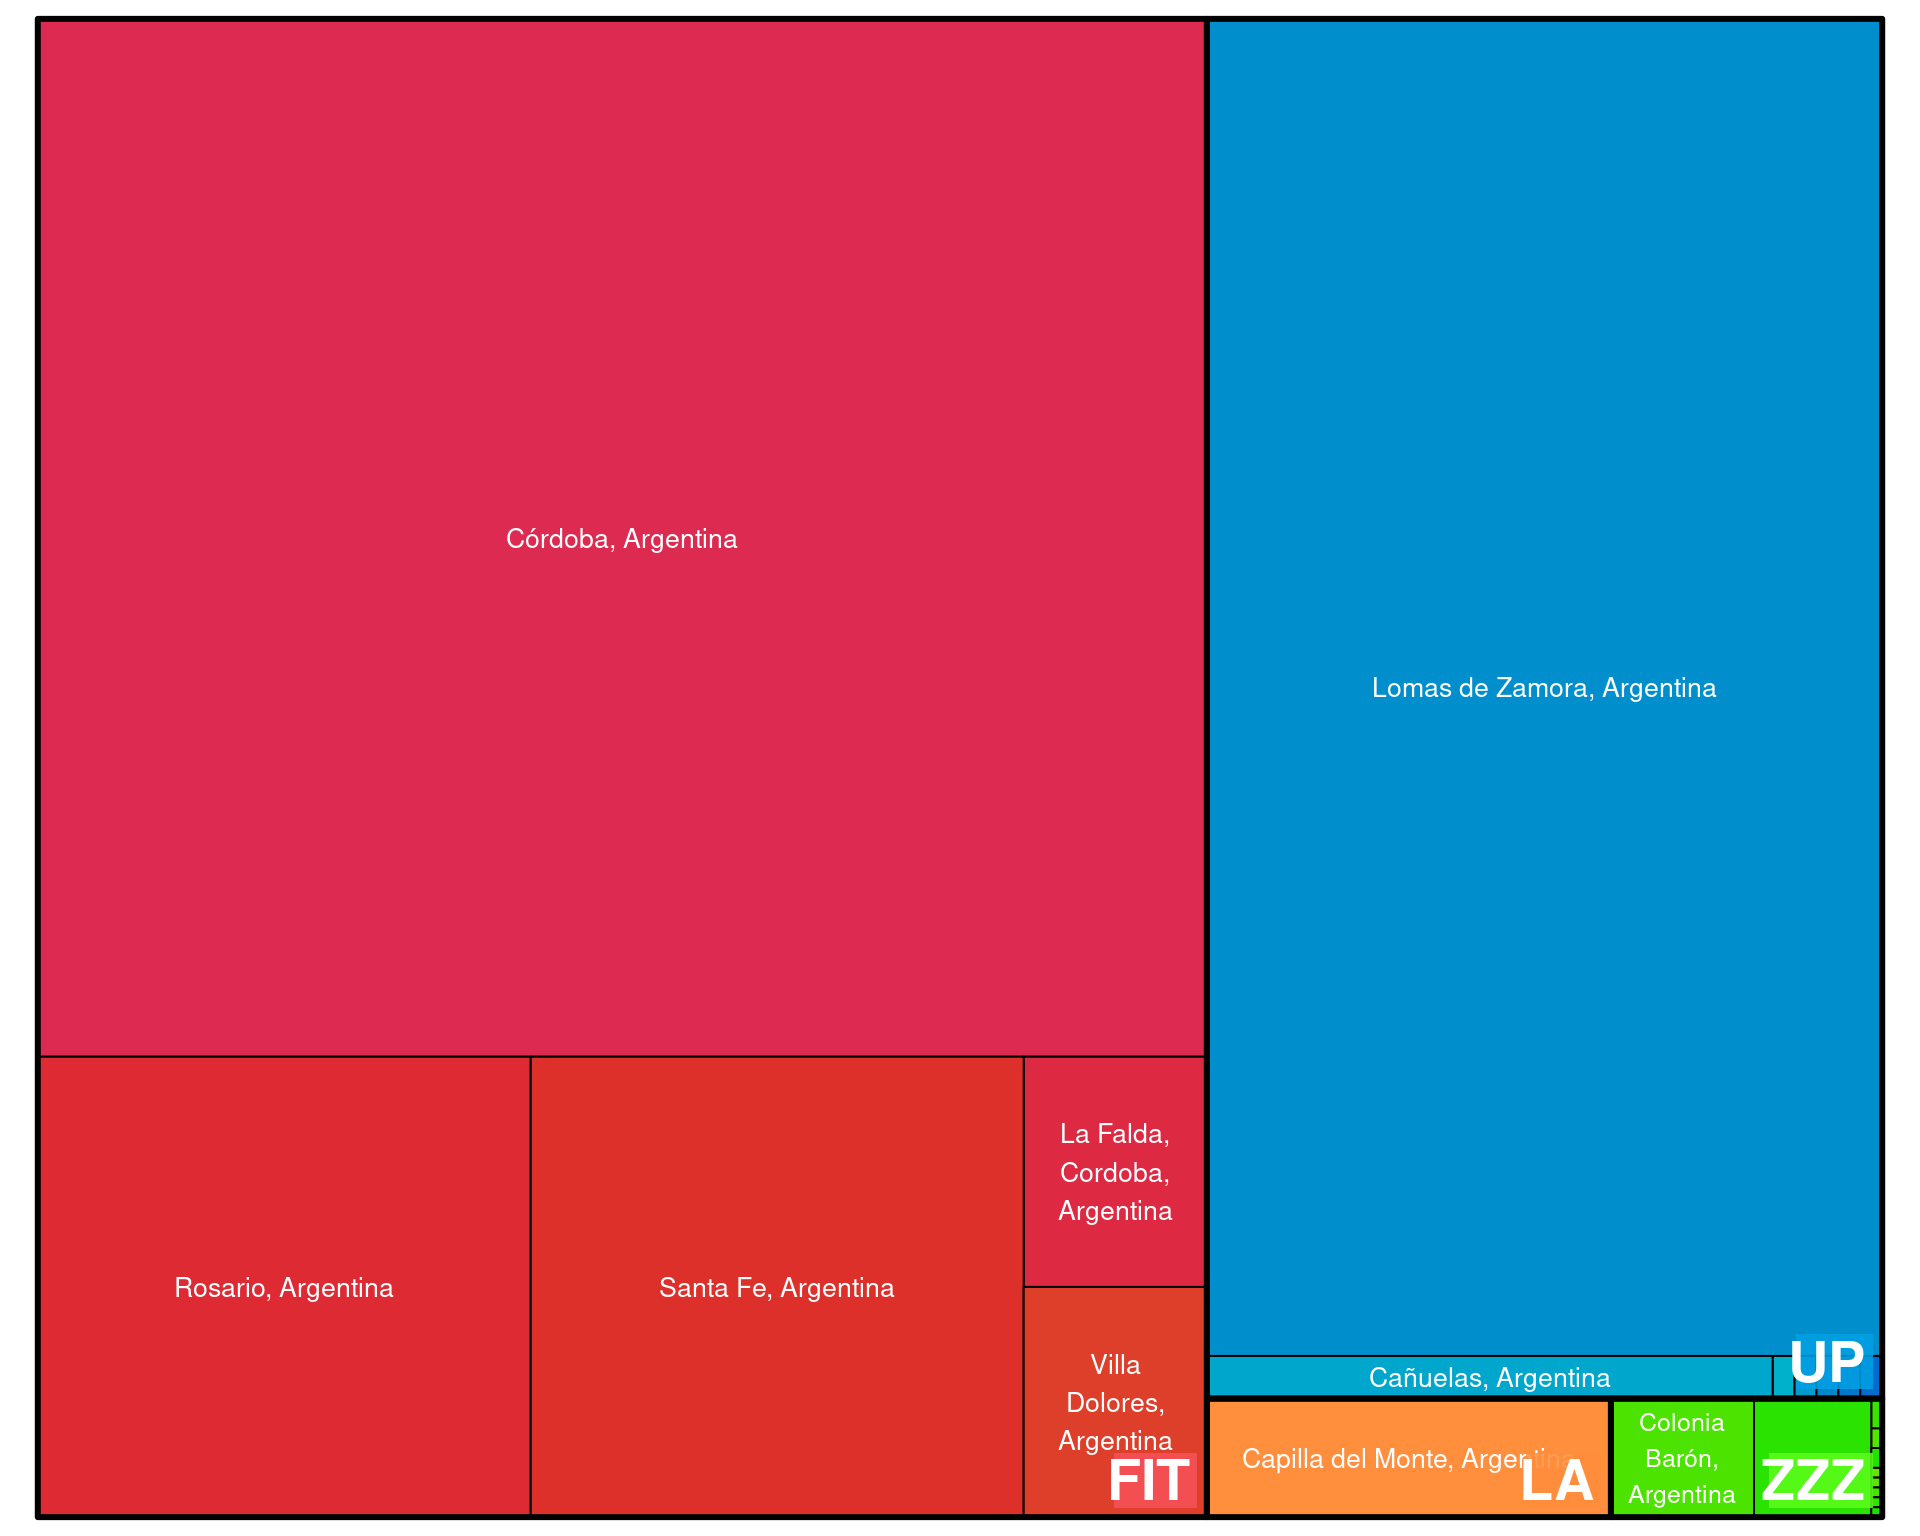 Córdoba, Argentina
Lomas de Zamora, Argentina
Rosario, Argentina
Santa Fe, Argentina
La Falda,
Cordoba,
Argentina
Villa
Dolores,
Argentina
FIT
UP
Cañuelas, Argentina
Capilla del Monte, Argentina
LA
Colonia
Barón,
Argentina
ZZZ